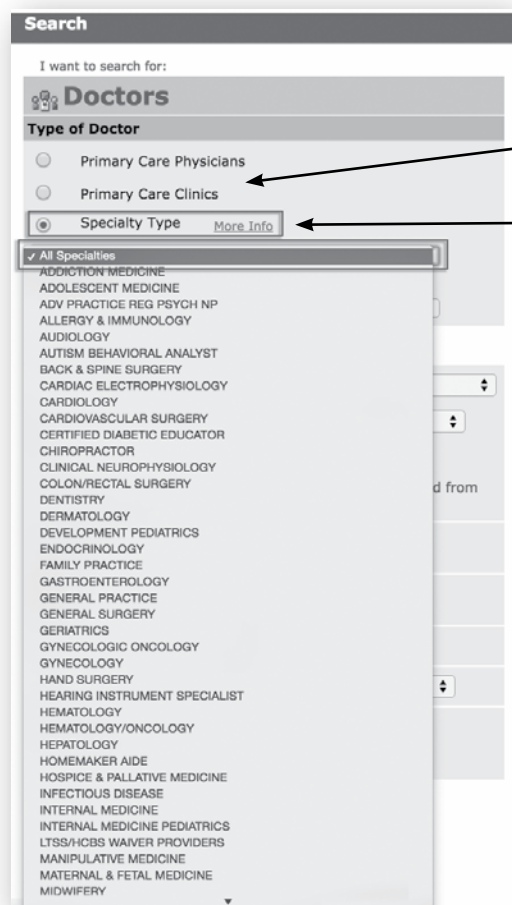 Search
I want to search for:
Doctors
Type of Doctor
Primary Care Physicians
Primary Care Clinics
Specialty Type More Info
✓ All Specialties
ADDICTION MEDICINE
ADOLESCENT MEDICINE
ADV PRACTICE REG PSYCH NP
ALLERGY & IMMUNOLOGY
AUDIOLOGY
AUTISM BEHAVIORAL ANALYST
BACK & SPINE SURGERY
CARDIAC ELECTROPHYSIOLOGY
CARDIOLOGY
CARDIOVASCULAR SURGERY
CERTIFIED DIABETIC EDUCATOR
CHIROPRACTOR
CLINICAL NEUROPHYSIOLOGY
COLON/RECTAL SURGERY
d from
DENTISTRY
DERMATOLOGY
DEVELOPMENT PEDIATRICS
ENDOCRINOLOGY
FAMILY PRACTICE
GASTROENTEROLOGY
GENERAL PRACTICE
GENERAL SURGERY
GERIATRICS
GYNECOLOGIC ONCOLOGY
GYNECOLOGY
HAND SURGERY
HEARING INSTRUMENT SPECIALIST
HEMATOLOGY
HEMATOLOGY/ONCOLOGY
HEPATOLOGY
HOMEMAKER AIDE
HOSPICE & PALLATIVE MEDICINE
INFECTIOUS DISEASE
INTERNAL MEDICINE
INTERNAL MEDICINE PEDIATRICS
LTSS/HCBS WAIVER PROVIDERS
MANIPULATIVE MEDICINE
MATERNAL & FETAL MEDICINE
MIDWIFERY